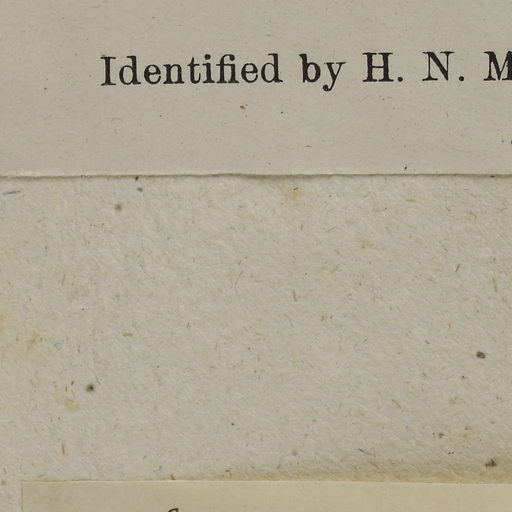 Identified by H. N. M